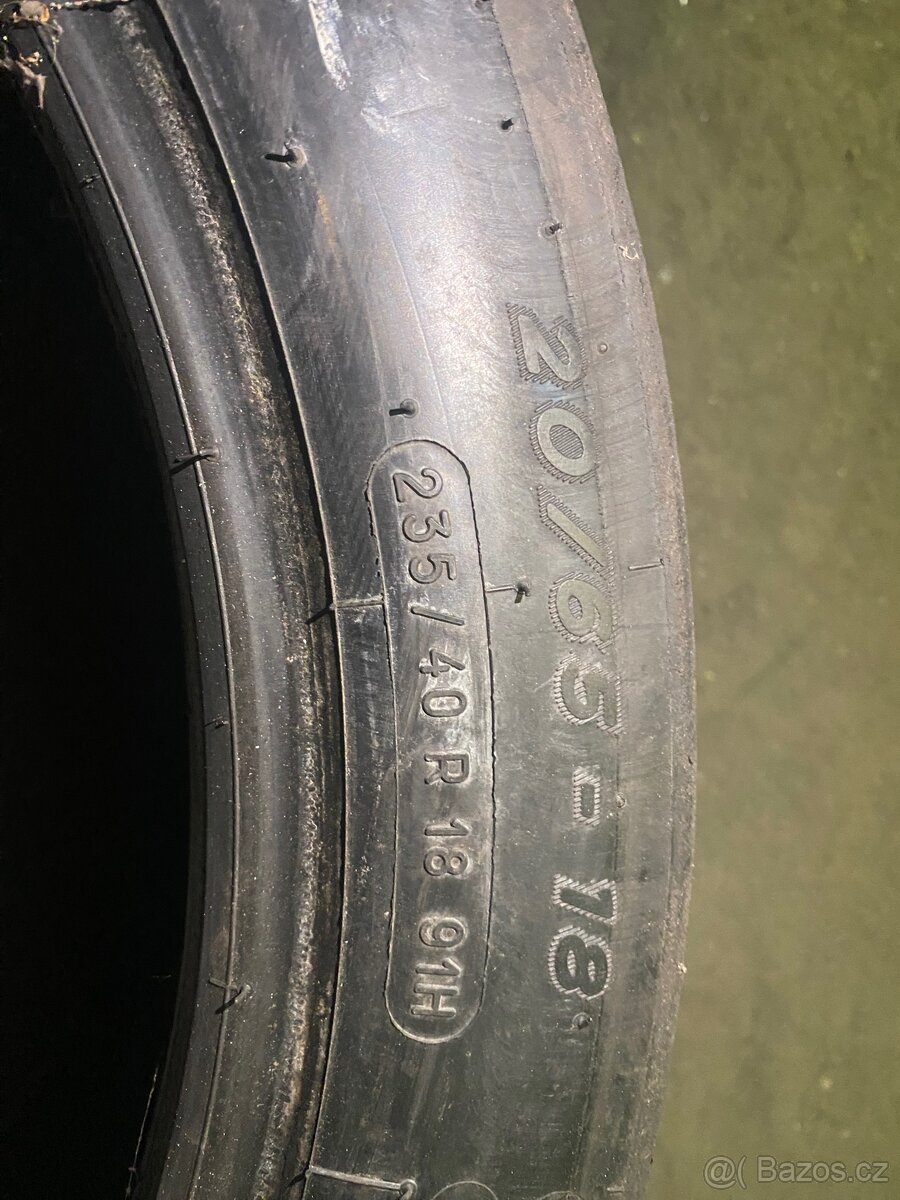 20/65-18
235/40 R 18 91H
@( Bazos.cz